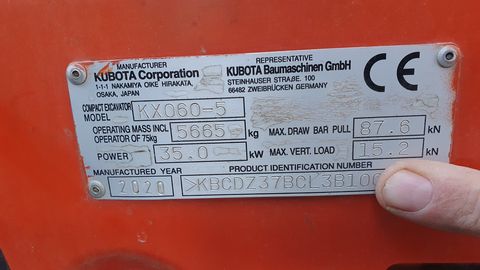 MANUFACTURER
KUBOTA Corporation
1-1-1 NAKAMIYA OIKE HIRAKATA,
OSAKA, JAPAN
REPRESENTATIVE
KUBOTA Baumaschinen GmbH
STEINHAUSER STRAßE. 100
66482 ZWEIBRÜCKEN GERMANY
CE
COMPACT EXCAVATOR
MODEL KX060-5
OPERATING MASS INCL OPERATOR OF 75kg 5665 kg
MAX. DRAW BAR PULL 87.6 kN
POWER 35.0 kW
MAX. VERT. LOAD 15.2 kN
MANUFACTURED YEAR
PRODUCT IDENTIFICATION NUMBER
2020
>KBCDZ37BCL3B100